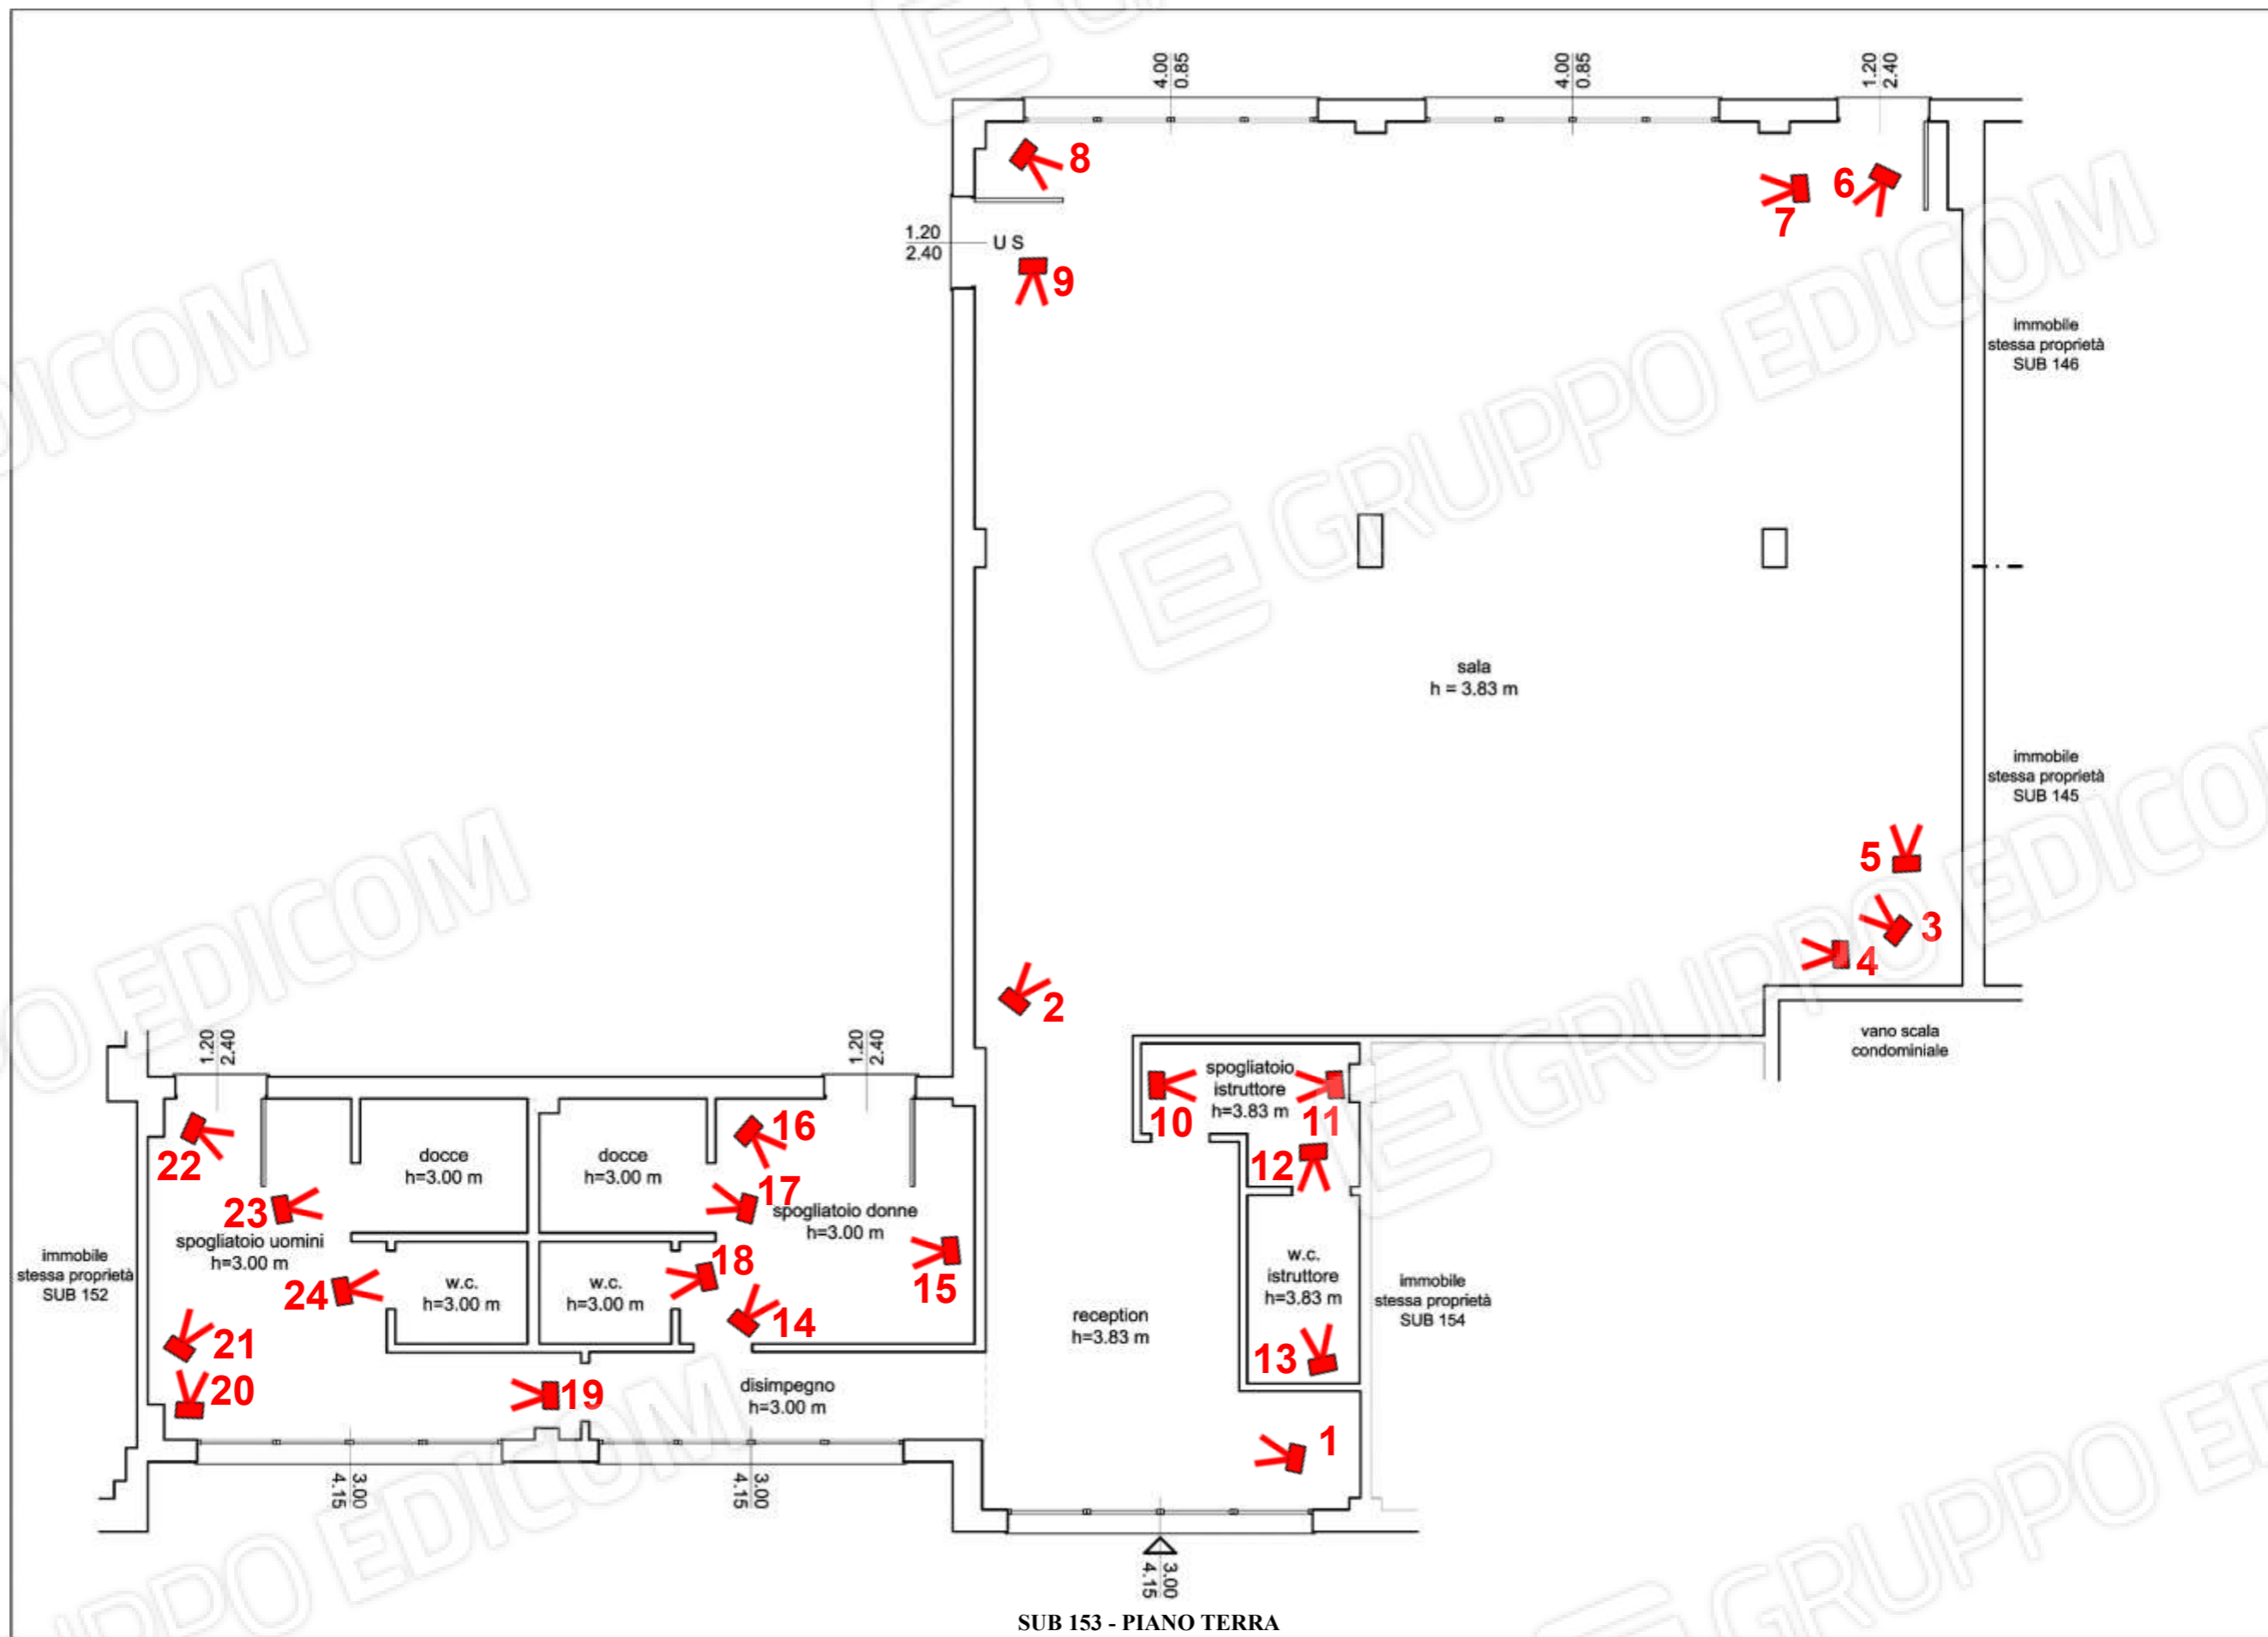 4.00
0.85
4.00
0.85
1.20
2.40
8
7
6
1.20
2.40
U S
9
immobile
stessa proprietà
SUB 146
sala
h = 3.83 m
immobile
stessa proprietà
SUB 145
5
3
4
2
vano scala
condominiale
1.20
2.40
1.20
2.40
spogliatoio
istruttore
h=3.83 m
10
11
12
22
docce
h=3.00 m
docce
h=3.00 m
16
17
23
spogliatoio uomini
h=3.00 m
spogliatoio donne
h=3.00 m
immobile
stessa proprietà
SUB 152
24
w.c.
h=3.00 m
w.c.
h=3.00 m
18
15
14
w.c.
istruttore
h=3.83 m
immobile
stessa proprietà
SUB 154
reception
h=3.83 m
21
20
13
19
disimpegno
h=3.00 m
1
3.00
4.15
3.00
4.15
3.00
4.15
SUB 153 - PIANO TERRA
GRUPPO EDICOM
GRUPPO EDICOM
GRUPPO EDICOM